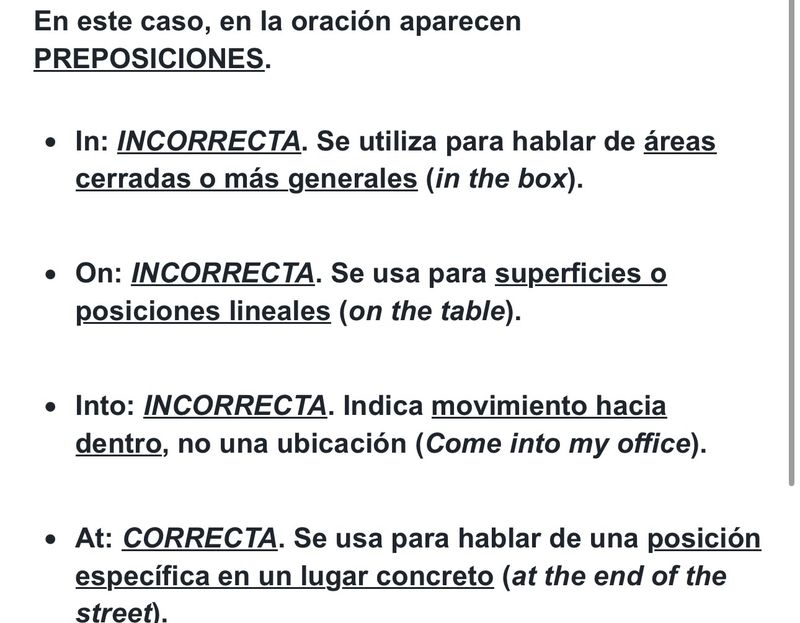 En este caso, en la oración aparecen
PREPOSICIONES.
• In: INCORRECTA. Se utiliza para hablar de áreas
cerradas o más generales (in the box).
• On: INCORRECTA. Se usa para superficies o
posiciones lineales (on the table).
• Into: INCORRECTA. Indica movimiento hacia
dentro, no una ubicación (Come into my office).
• At: CORRECTA. Se usa para hablar de una posición
específica en un lugar concreto (at the end of the
street).